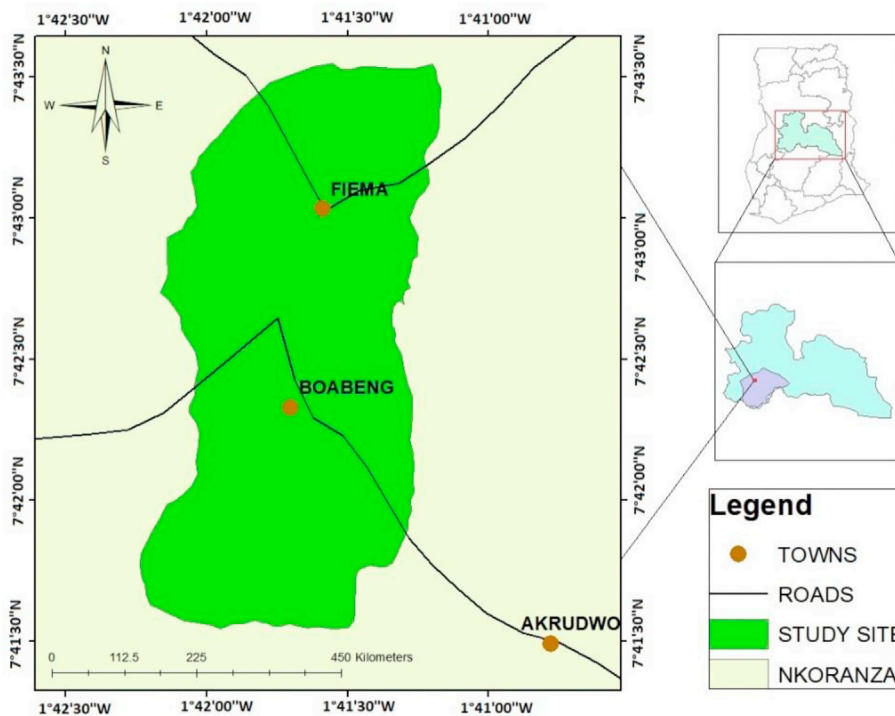 1°42'30"W 1°42'00"W 1°41'30"W 1°41'00"W
7°43'30"N 7°43'30"N
N
W E
S
FIEMA
7°43'00"N 7°43'00"N
7°42'30"N 7°42'30"N
BOABENG
7°42'00"N 7°42'00"N
AKRUDWO
7°41'30"N 7°41'30"N
0 112.5 225 450 Kilometers
1°42'30"W 1°42'00"W 1°41'30"W 1°41'00"W
Legend
TOWNS
ROADS
STUDY SITE
NKORANZA